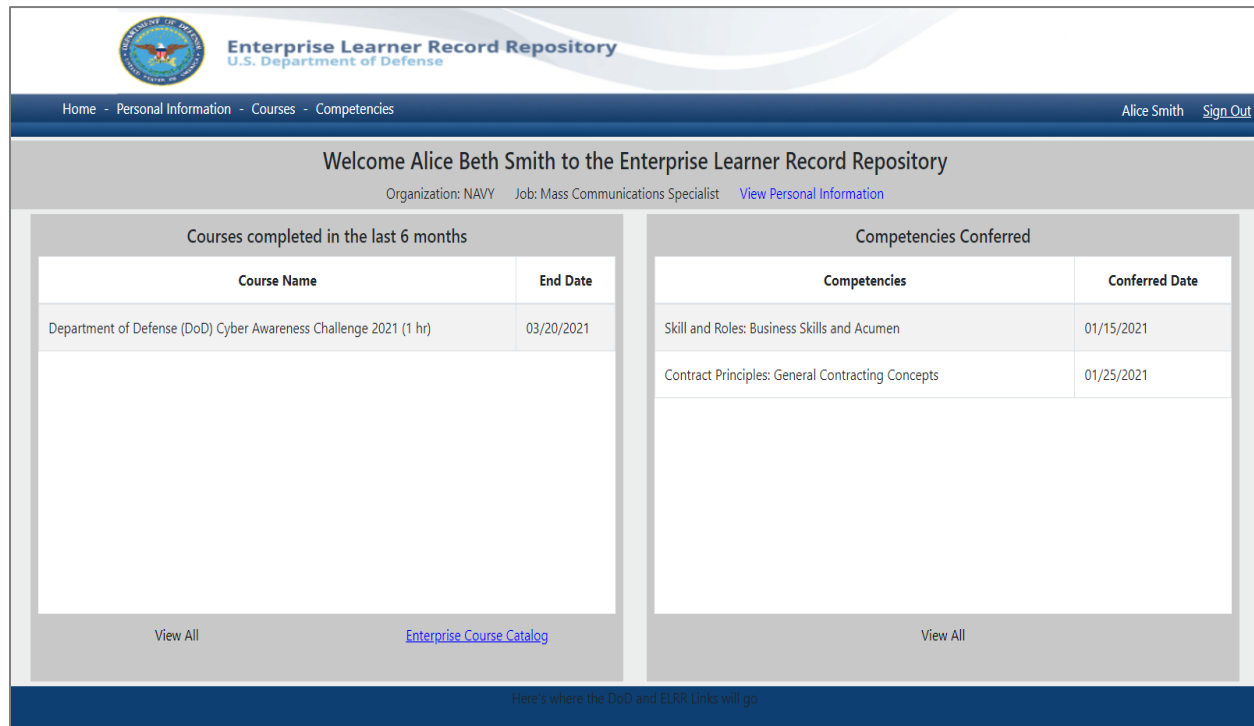 Enterprise Learner Record Repository
U.S. Department of Defense
Home - Personal Information - Courses - Competencies
Alice Smith Sign Out
Welcome Alice Beth Smith to the Enterprise Learner Record Repository
Organization: NAVY Job: Mass Communications Specialist View Personal Information
Courses completed in the last 6 months
Course Name End Date
Department of Defense (DoD) Cyber Awareness Challenge 2021 (1 hr) 03/20/2021
View All Enterprise Course Catalog
Competencies Conferred
Competencies Conferred Date
Skill and Roles: Business Skills and Acumen 01/15/2021
Contract Principles: General Contracting Concepts 01/25/2021
View All
Here's where the DoD and ELRR Links will go